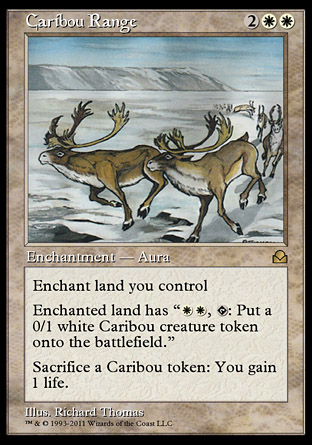 Caribou Range 2
Enchantment — Aura
Enchant land you control
Enchanted land has “, : Put a
0/1 white Caribou creature token
onto the battlefield.”
Sacrifice a Caribou token: You gain
1 life.
Illus. Richard Thomas
™ & © 1993-2011 Wizards of the Coast LLC